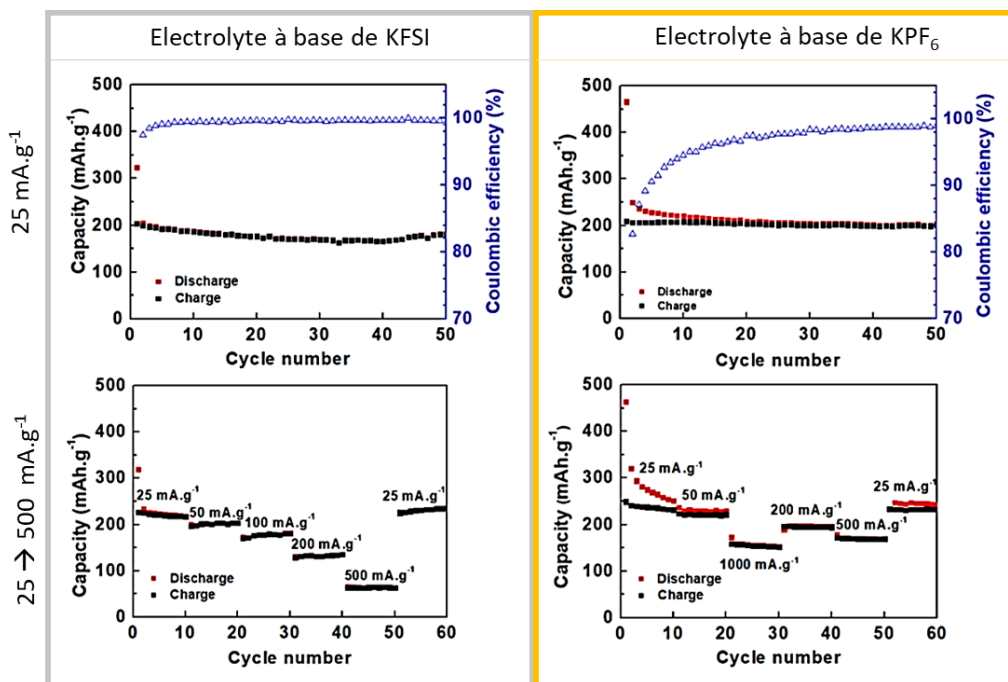 Electrolyte à base de KFSI
Electrolyte à base de KPF₆
25 mA.g⁻¹
Capacity (mAh.g⁻¹)
500
400
300
200
100
0
Discharge
Charge
0 10 20 30 40 50
Cycle number
100
90
80
70
Coulombic efficiency (%)
Capacity (mAh.g⁻¹)
500
400
300
200
100
0
Discharge
Charge
0 10 20 30 40 50
Cycle number
100
90
80
70
Coulombic efficiency (%)
25 → 500 mA.g⁻¹
Capacity (mAh.g⁻¹)
500
400
300
200
100
0
25 mA.g⁻¹
50 mA.g⁻¹
100 mA.g⁻¹
200 mA.g⁻¹
500 mA.g⁻¹
25 mA.g⁻¹
Discharge
Charge
0 10 20 30 40 50 60
Cycle number
Capacity (mAh.g⁻¹)
500
400
300
200
100
0
25 mA.g⁻¹
50 mA.g⁻¹
1000 mA.g⁻¹
200 mA.g⁻¹
500 mA.g⁻¹
25 mA.g⁻¹
Discharge
Charge
0 10 20 30 40 50 60
Cycle number